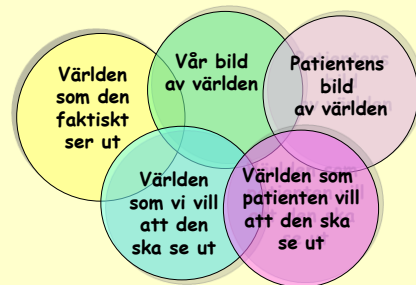 Världen
som den
faktiskt
ser ut
Vår bild
av världen
Patientens
bild
av världen
Världen
som vi vill
att den
ska se ut
Världen som
patienten vill
att den ska
se ut